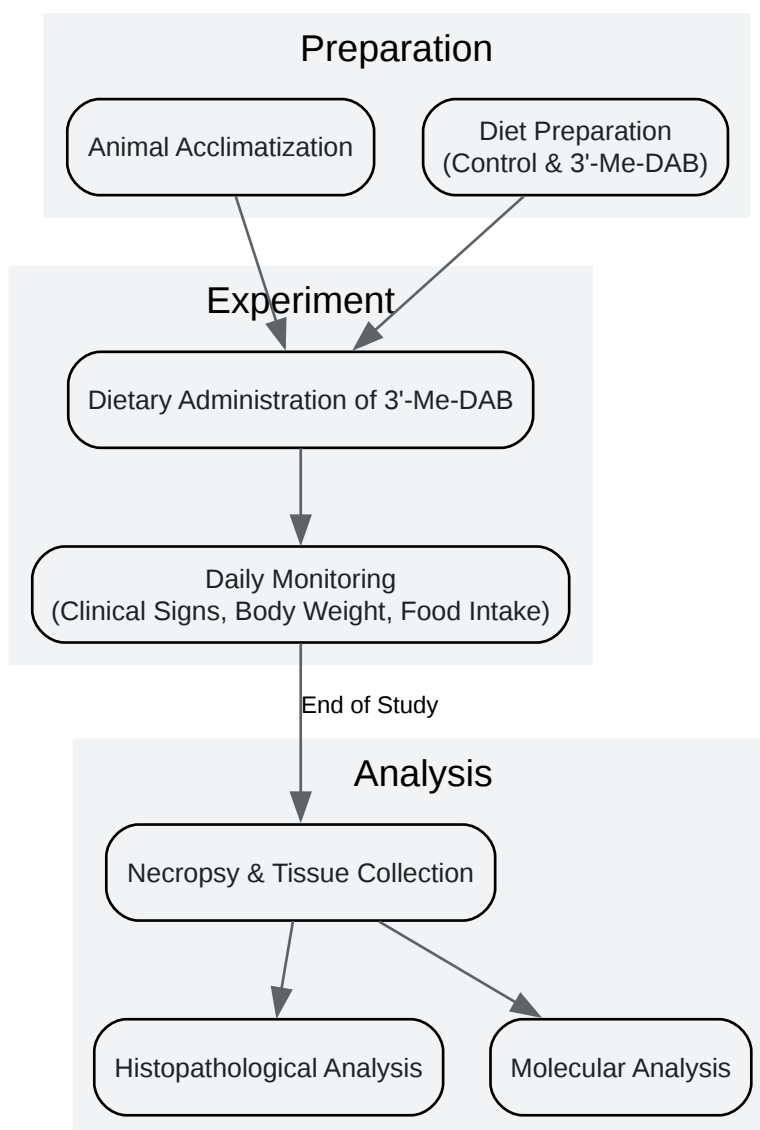 Preparation
Animal Acclimatization
Diet Preparation
(Control & 3'-Me-DAB)
Experiment
Dietary Administration of 3'-Me-DAB
Daily Monitoring
(Clinical Signs, Body Weight, Food Intake)
End of Study
Analysis
Necropsy & Tissue Collection
Histopathological Analysis
Molecular Analysis